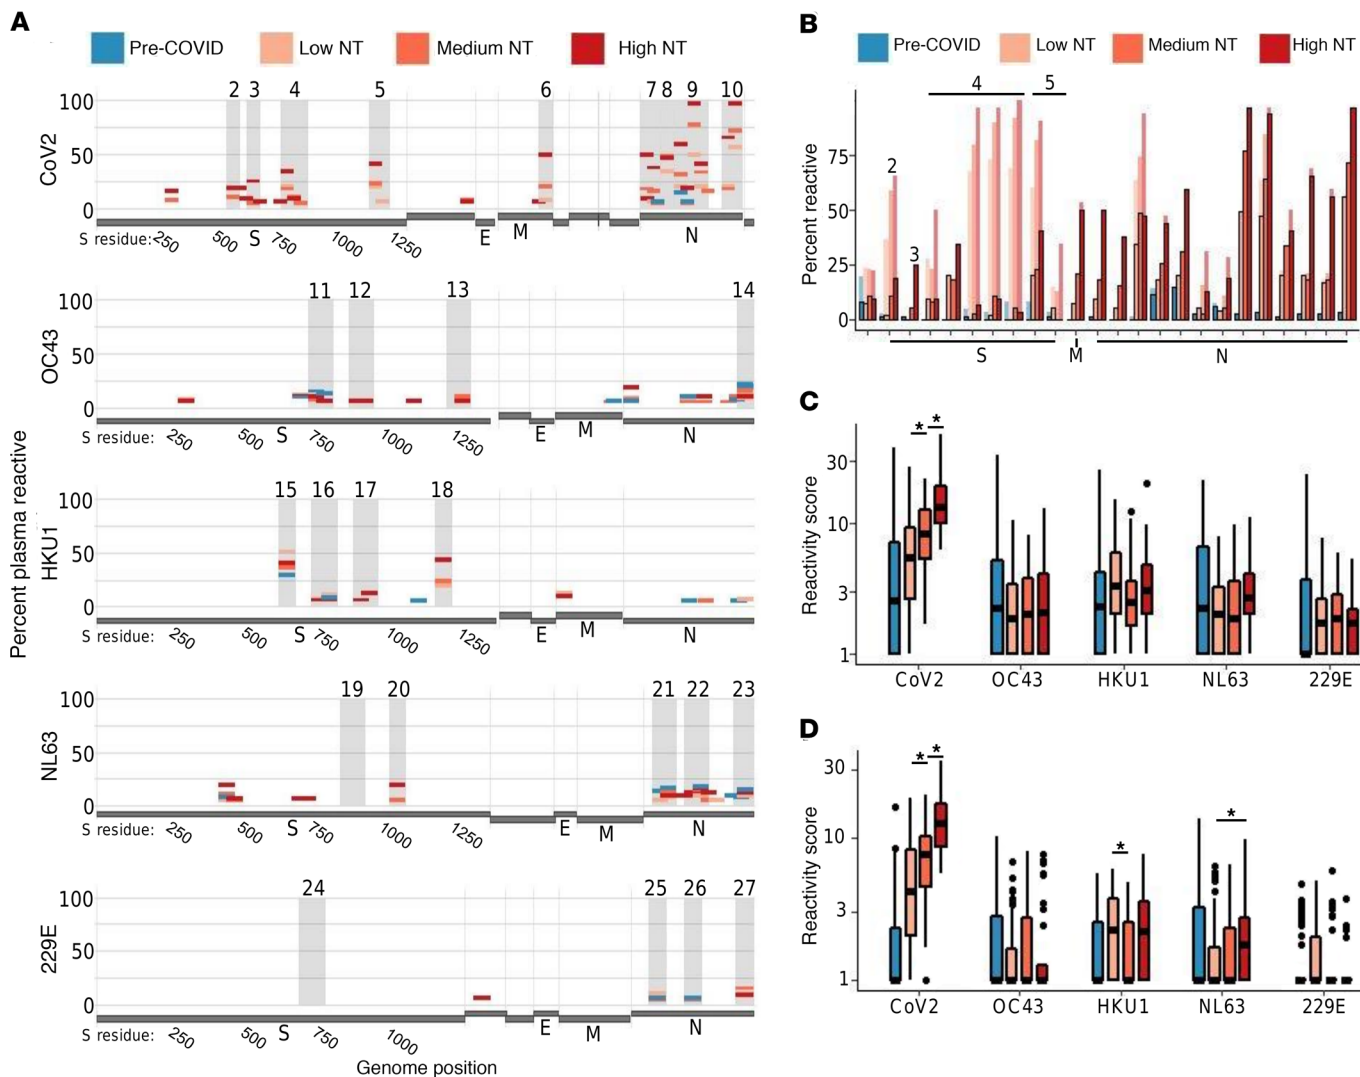 A
Pre-COVID Low NT Medium NT High NT
Percent plasma reactive
CoV2
2 3 4 5 6 7 8 9 10
100
50
0
S residue: 250 500 S 750 1000 1250 E M N
OC43
11 12 13 14
100
50
0
S residue: 250 500 S 750 1000 1250 E M N
HKU1
15 16 17 18
100
50
0
S residue: 250 500 S 750 1000 1250 E M N
NL63
19 20 21 22 23
100
50
0
S residue: 250 500 S 750 1000 1250 E M N
229E
24 25 26 27
100
50
0
S residue: 250 500 S 750 1000 E M N
Genome position
B
Pre-COVID Low NT Medium NT High NT
Percent reactive
4 5
2
3
75
50
25
0
S M N
C
Reactivity score
* *
30
10
3
1
CoV2 OC43 HKU1 NL63 229E
D
Reactivity score
* * * *
30
10
3
1
CoV2 OC43 HKU1 NL63 229E